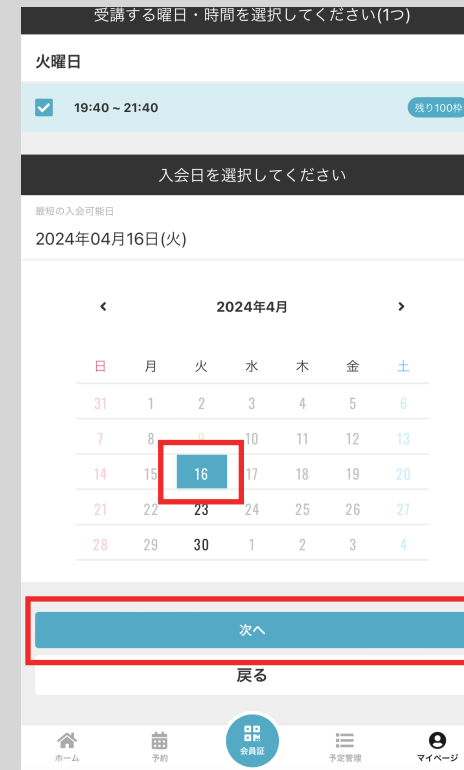 受講する曜日・時間を選択してください(1つ)
火曜日
19:40 ~ 21:40
残り100枠
入会日を選択してください
最短の入会可能日
2024年04月16日(火)
2024年4月
日 月 火 水 木 金 土
31 1 2 3 4 5 6
7 8 9 10 11 12 13
14 15 16 17 18 19 20
21 22 23 24 25 26 27
28 29 30 1 2 3 4
次へ
戻る
ホーム 予約 会員証 予定管理 マイページ